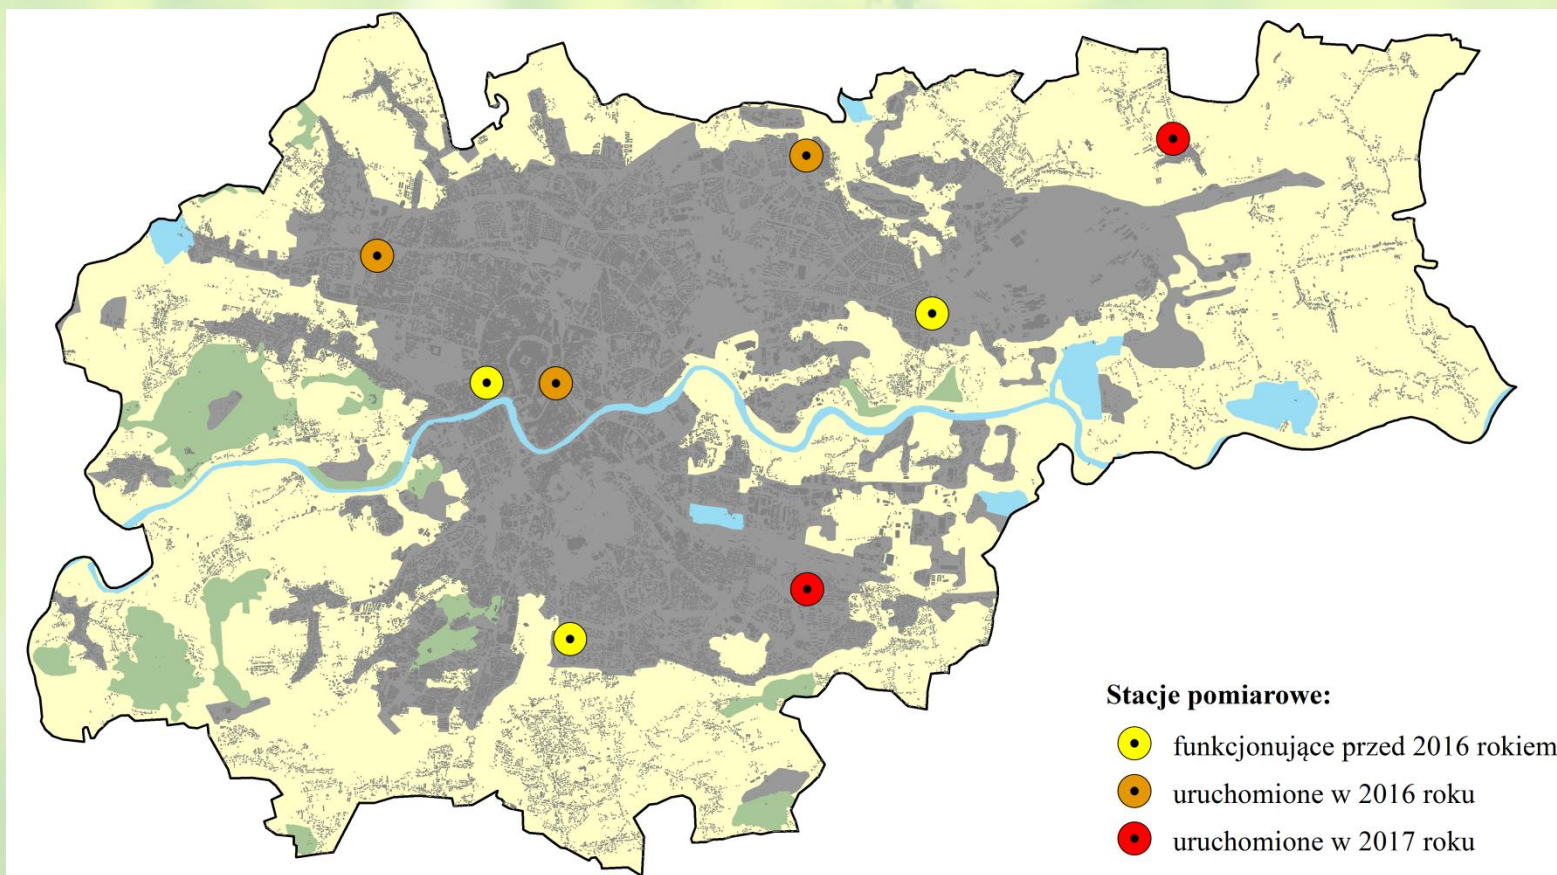 Stacje pomiarowe:
funkcjonujące przed 2016 rokiem
uruchomione w 2016 roku
uruchomione w 2017 roku